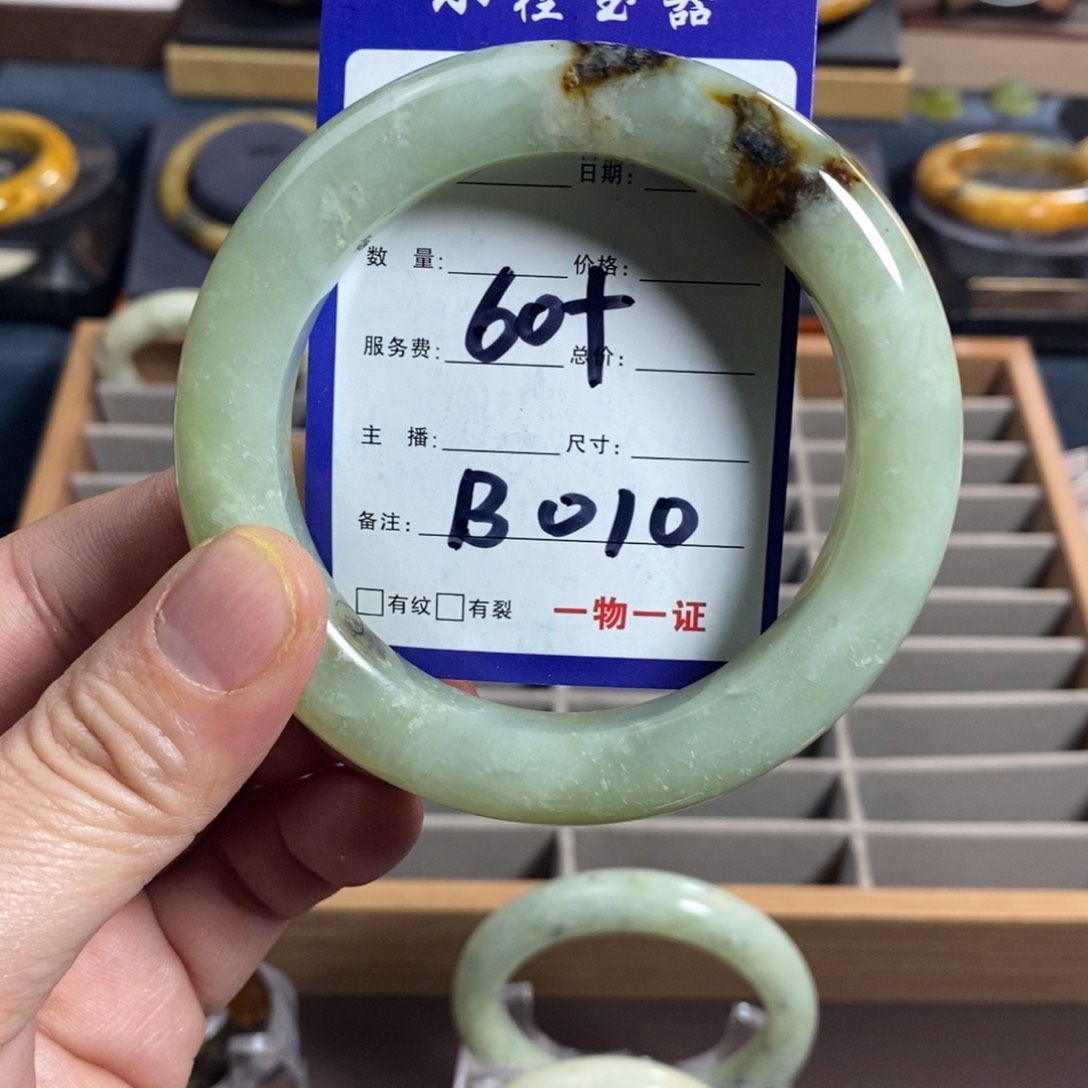 日期:
数 量: 价格:
60+
服务费: 总价:
主 播: 尺寸:
备注: B010
□有纹□有裂 一物一证